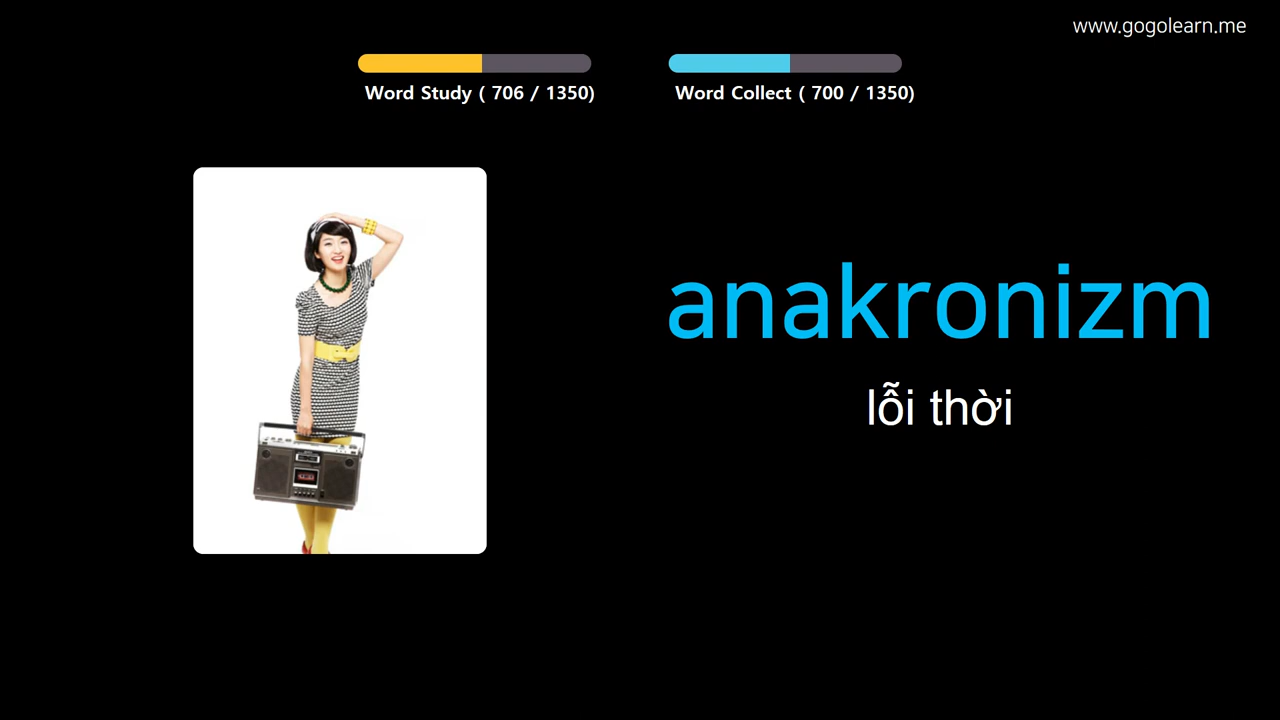 www.gogolearn.me
Word Study ( 706 / 1350)
Word Collect ( 700 / 1350)
anakronizm
lỗi thời